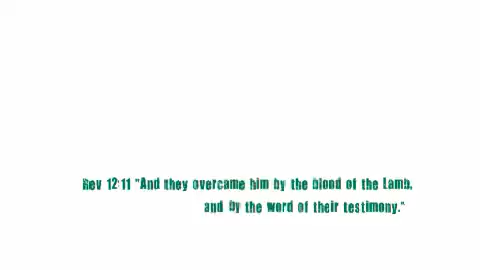 Rev 12:11 "And they overcame him by the blood of the Lamb,
and by the word of their testimony."